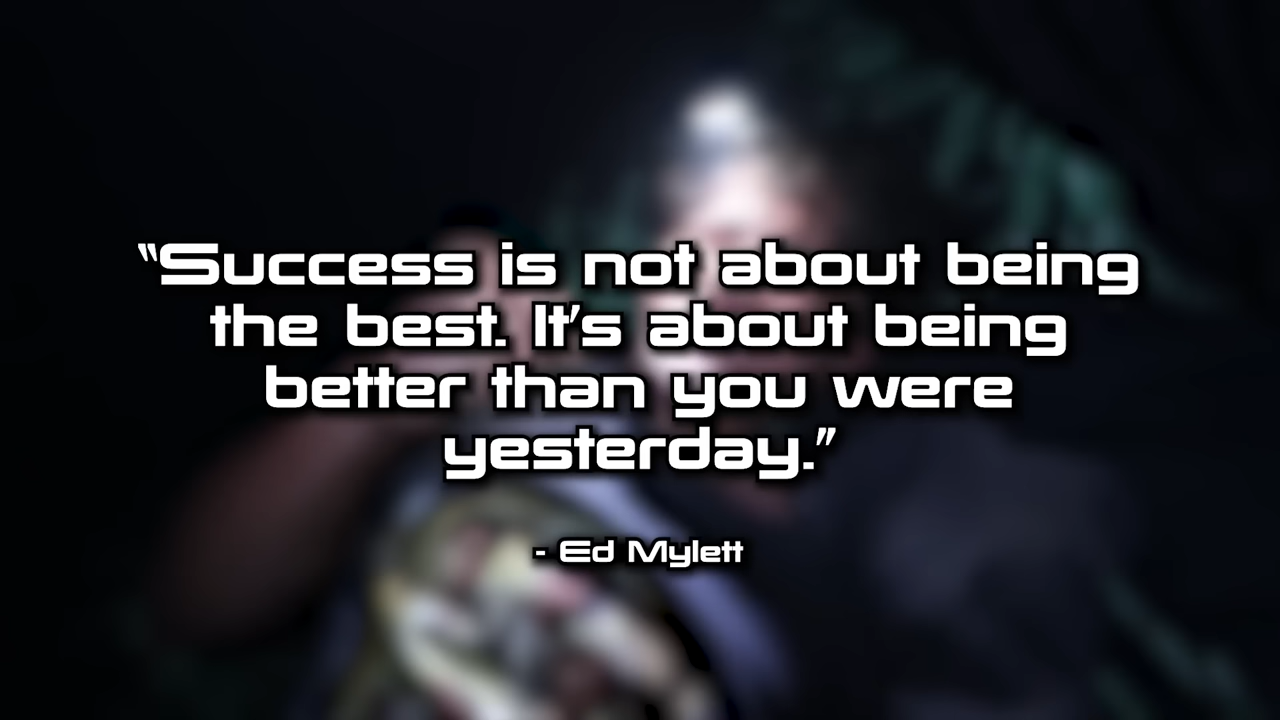 “Success is not about being
the best. It’s about being
better than you were
yesterday.”
- Ed Mylett